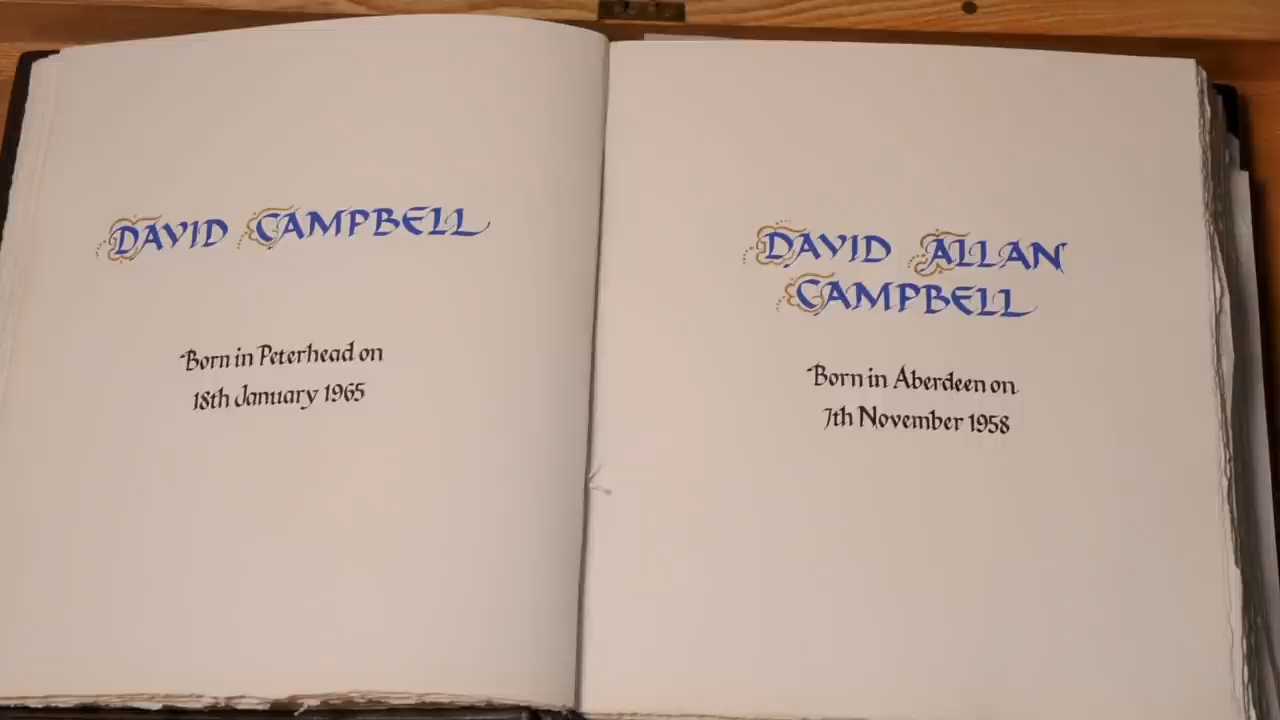 DAVID CAMPBELL
Born in Peterhead on
18th January 1965
DAVID ALLAN
CAMPBELL
Born in Aberdeen on
7th November 1958